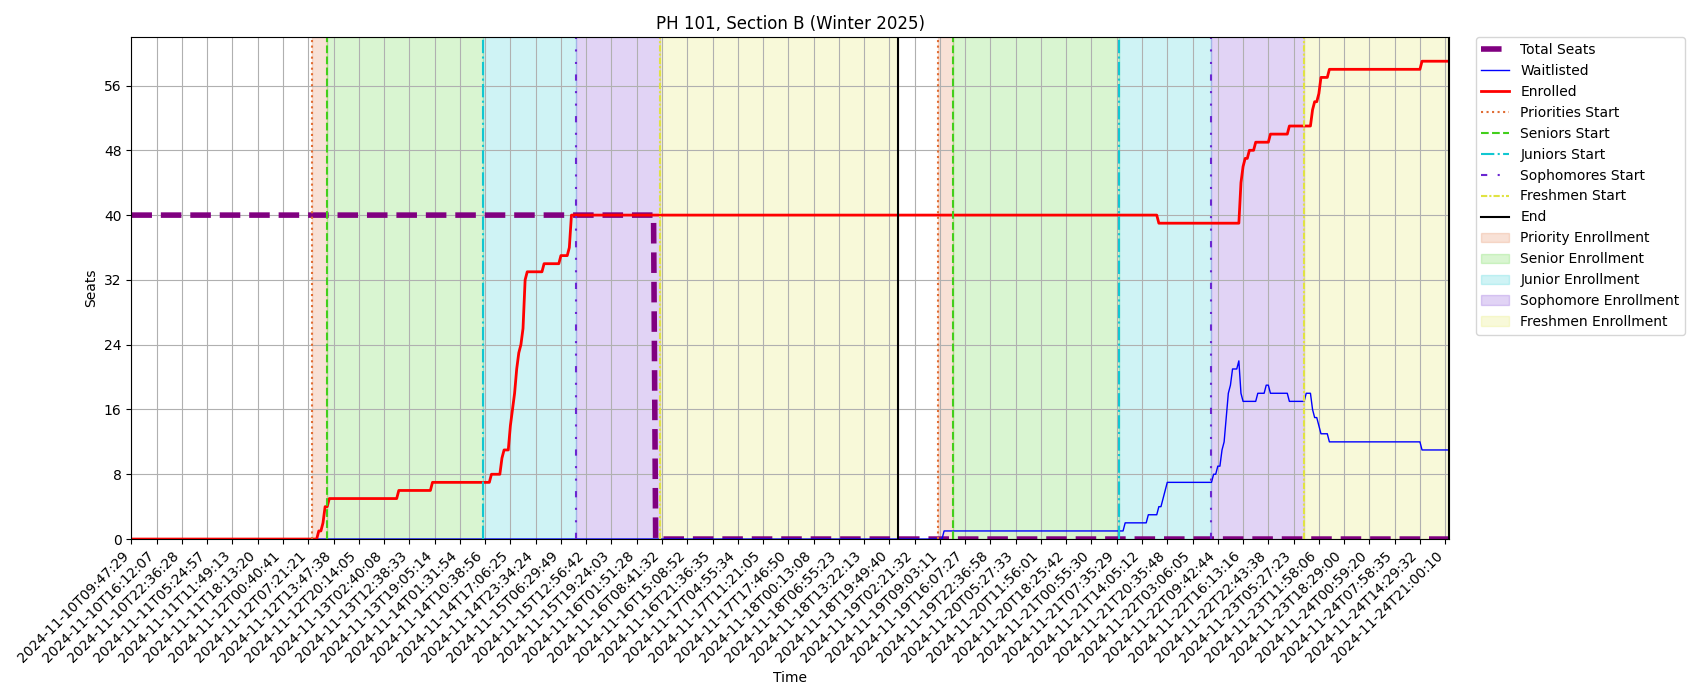 PH 101, Section B (Winter 2025)
Seats
56
48
40
32
24
16
8
0
2024-11-10T09:47:29
2024-11-10T16:12:07
2024-11-10T22:36:28
2024-11-11T05:24:57
2024-11-11T11:49:13
2024-11-11T18:13:20
2024-11-12T00:40:41
2024-11-12T07:21:21
2024-11-12T13:47:38
2024-11-12T20:14:05
2024-11-13T02:40:08
2024-11-13T12:38:33
2024-11-13T19:05:14
2024-11-14T01:31:54
2024-11-14T10:38:56
2024-11-14T17:06:25
2024-11-14T23:34:24
2024-11-15T06:29:49
2024-11-15T12:56:42
2024-11-15T19:24:03
2024-11-16T01:51:28
2024-11-16T08:41:32
2024-11-16T15:08:52
2024-11-16T21:36:35
2024-11-17T04:55:34
2024-11-17T11:21:05
2024-11-17T17:46:50
2024-11-18T00:13:08
2024-11-18T06:55:23
2024-11-18T13:22:13
2024-11-18T19:49:40
2024-11-19T02:21:32
2024-11-19T09:03:11
2024-11-19T16:07:27
2024-11-19T22:36:58
2024-11-20T05:27:33
2024-11-20T11:56:01
2024-11-20T18:25:42
2024-11-21T00:55:30
2024-11-21T07:35:29
2024-11-21T14:05:12
2024-11-21T20:35:48
2024-11-22T03:06:05
2024-11-22T09:42:44
2024-11-22T16:13:16
2024-11-22T22:43:38
2024-11-23T05:27:23
2024-11-23T11:58:06
2024-11-23T18:29:00
2024-11-24T00:59:20
2024-11-24T07:58:35
2024-11-24T14:29:32
2024-11-24T21:00:10
Time
Total Seats
Waitlisted
Enrolled
Priorities Start
Seniors Start
Juniors Start
Sophomores Start
Freshmen Start
End
Priority Enrollment
Senior Enrollment
Junior Enrollment
Sophomore Enrollment
Freshmen Enrollment